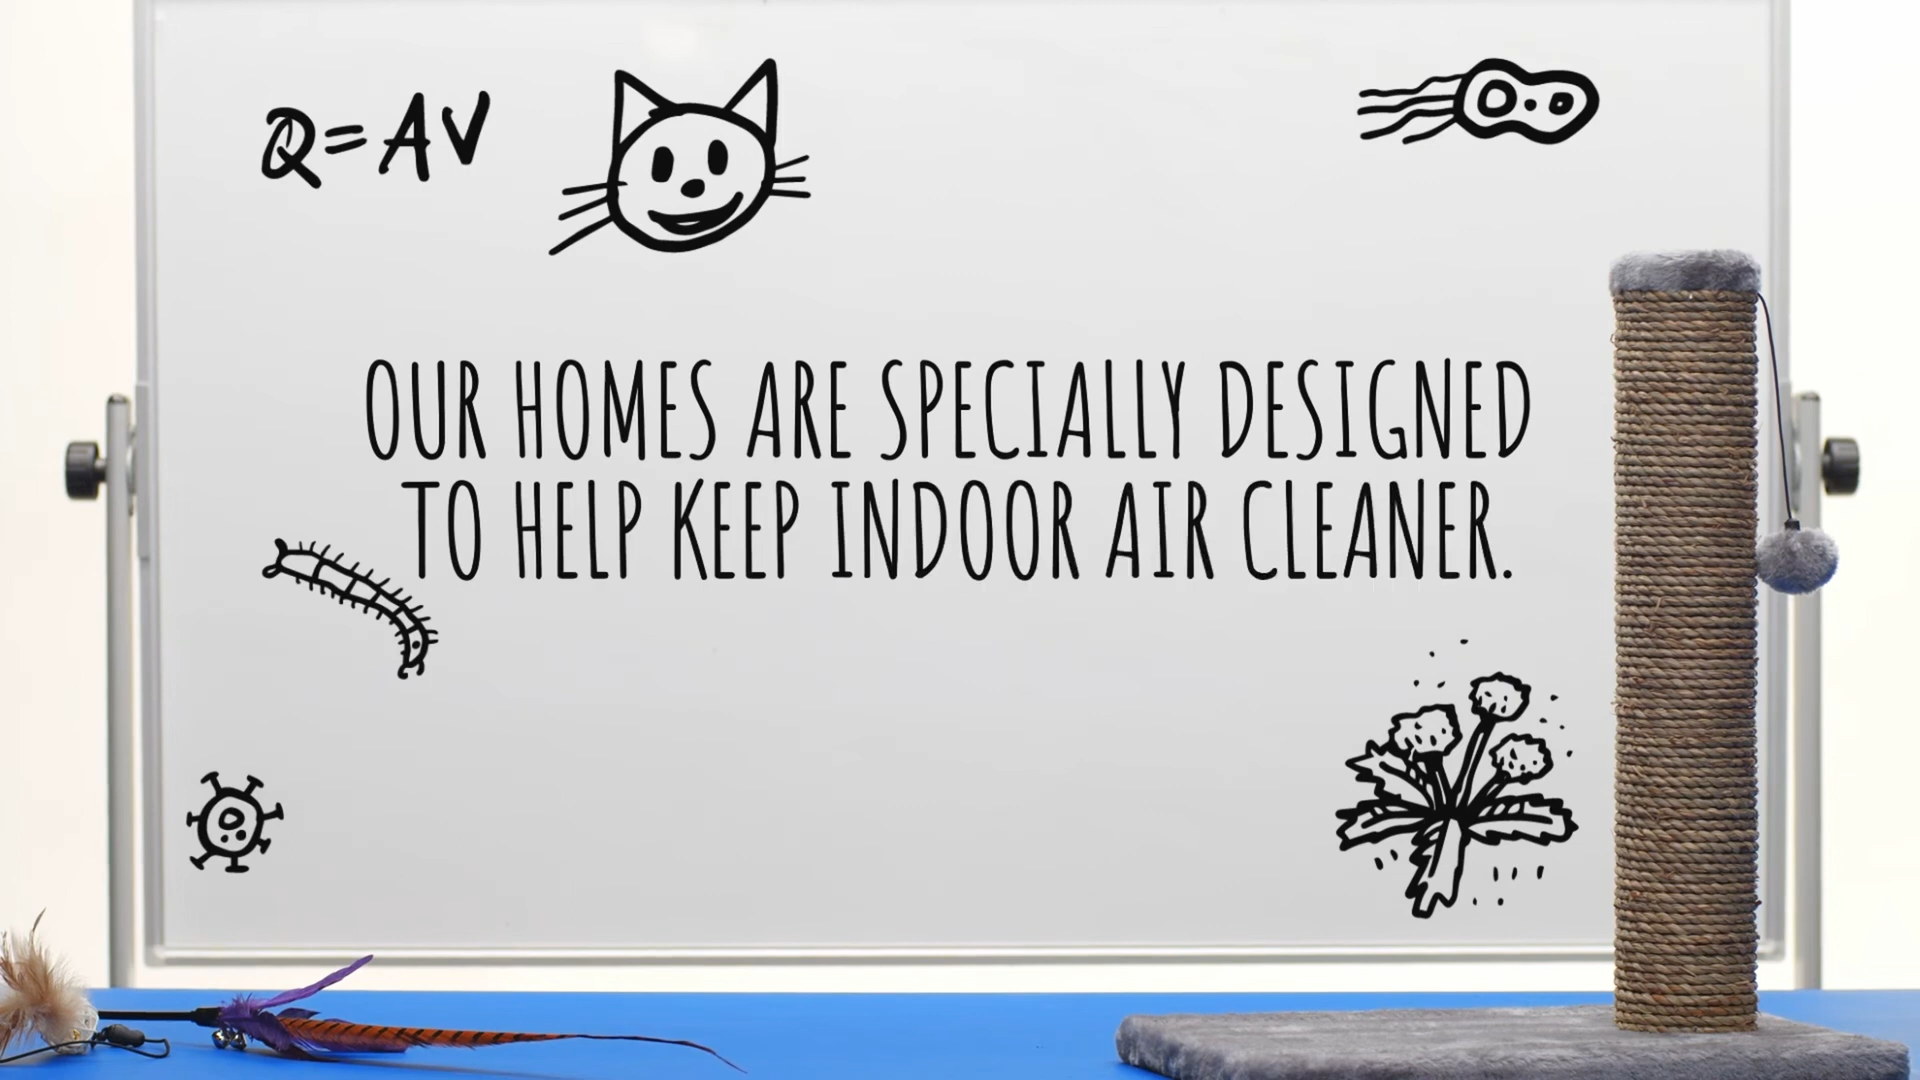 Q=AV
OUR HOMES ARE SPECIALLY DESIGNED
TO HELP KEEP INDOOR AIR CLEANER.